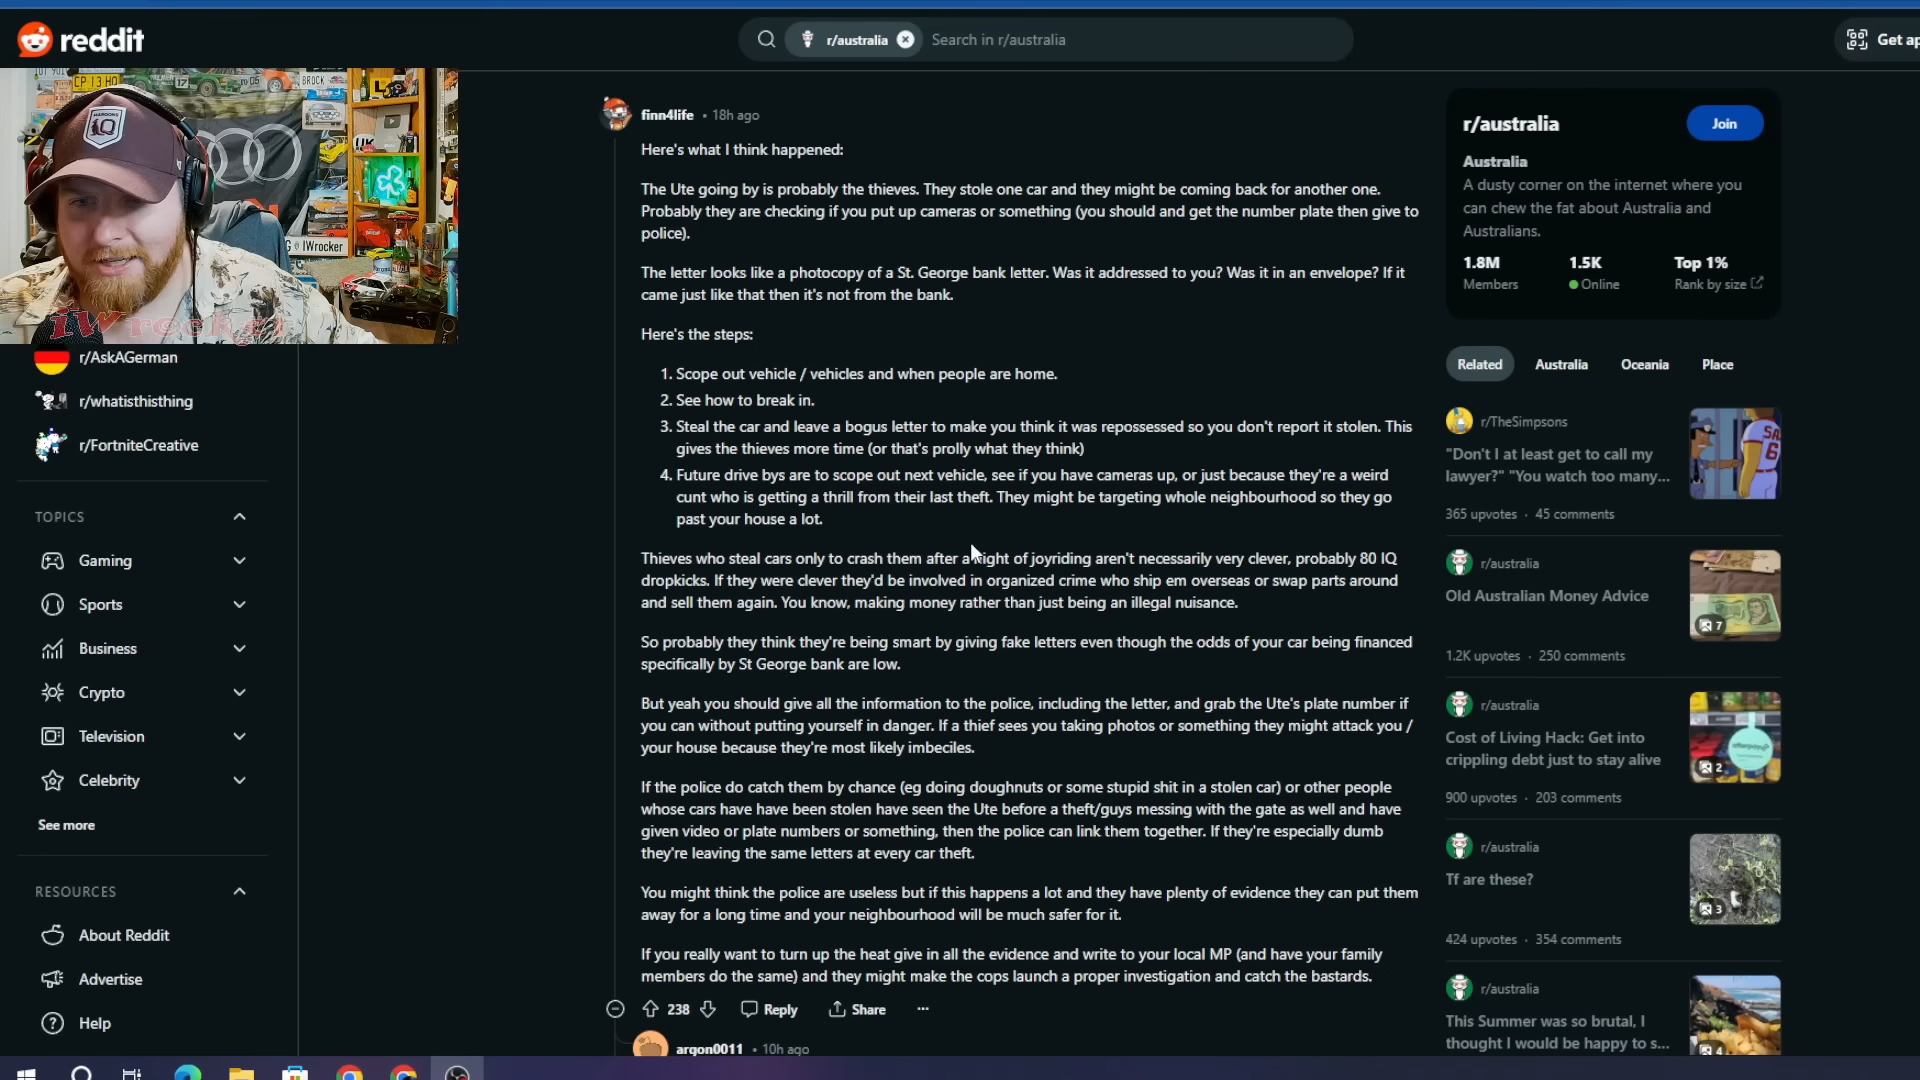 reddit
r/australia
Search in r/australia
Get ap
CP 13 HO
17
05
BROCK
L
MAROONS
UK
G IWrocker
iWrocker
r/AskAGerman
r/whatisthisthing
r/FortniteCreative
TOPICS
Gaming
Sports
Business
Crypto
Television
Celebrity
See more
RESOURCES
About Reddit
Advertise
Help
finn4life • 18h ago
Here's what I think happened:
The Ute going by is probably the thieves. They stole one car and they might be coming back for another one.
Probably they are checking if you put up cameras or something (you should and get the number plate then give to
police).
The letter looks like a photocopy of a St. George bank letter. Was it addressed to you? Was it in an envelope? If it
came just like that then it's not from the bank.
Here's the steps:
1. Scope out vehicle / vehicles and when people are home.
2. See how to break in.
3. Steal the car and leave a bogus letter to make you think it was repossessed so you don't report it stolen. This
gives the thieves more time (or that's prolly what they think)
4. Future drive bys are to scope out next vehicle, see if you have cameras up, or just because they're a weird
cunt who is getting a thrill from their last theft. They might be targeting whole neighbourhood so they go
past your house a lot.
Thieves who steal cars only to crash them after a night of joyriding aren't necessarily very clever, probably 80 IQ
dropkicks. If they were clever they'd be involved in organized crime who ship em overseas or swap parts around
and sell them again. You know, making money rather than just being an illegal nuisance.
So probably they think they're being smart by giving fake letters even though the odds of your car being financed
specifically by St George bank are low.
But yeah you should give all the information to the police, including the letter, and grab the Ute's plate number if
you can without putting yourself in danger. If a thief sees you taking photos or something they might attack you /
your house because they're most likely imbeciles.
If the police do catch them by chance (eg doing doughnuts or some stupid shit in a stolen car) or other people
whose cars have have been stolen have seen the Ute before a theft/guys messing with the gate as well and have
given video or plate numbers or something, then the police can link them together. If they're especially dumb
they're leaving the same letters at every car theft.
You might think the police are useless but if this happens a lot and they have plenty of evidence they can put them
away for a long time and your neighbourhood will be much safer for it.
If you really want to turn up the heat give in all the evidence and write to your local MP (and have your family
members do the same) and they might make the cops launch a proper investigation and catch the bastards.
238 Reply Share
argon0011 • 10h ago
r/australia
Join
Australia
A dusty corner on the internet where you
can chew the fat about Australia and
Australians.
1.8M 1.5K Top 1%
Members Online Rank by size
Related Australia Oceania Place
r/TheSimpsons
"Don't I at least get to call my
lawyer?" "You watch too many...
365 upvotes · 45 comments
r/australia
Old Australian Money Advice
7
1.2K upvotes · 250 comments
r/australia
Cost of Living Hack: Get into
crippling debt just to stay alive
afterpay
2
900 upvotes · 203 comments
r/australia
Tf are these?
3
424 upvotes · 354 comments
r/australia
This Summer was so brutal, I
thought I would be happy to s...
4